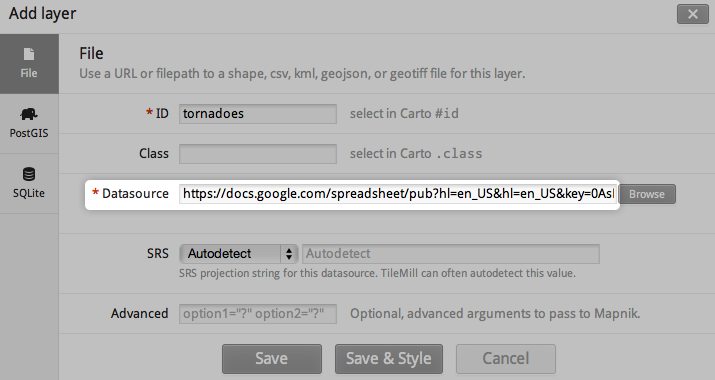 Add layer
File
PostGIS
SQLite
File
Use a URL or filepath to a shape, csv, kml, geojson, or geotiff file for this layer.
* ID tornadoes select in Carto #id
Class select in Carto .class
* Datasource https://docs.google.com/spreadsheet/pub?hl=en_US&hl=en_US&key=0As Browse
SRS Autodetect Autodetect
SRS projection string for this datasource. TileMill can often autodetect this value.
Advanced option1="?" option2="?" Optional, advanced arguments to pass to Mapnik.
Save Save & Style Cancel